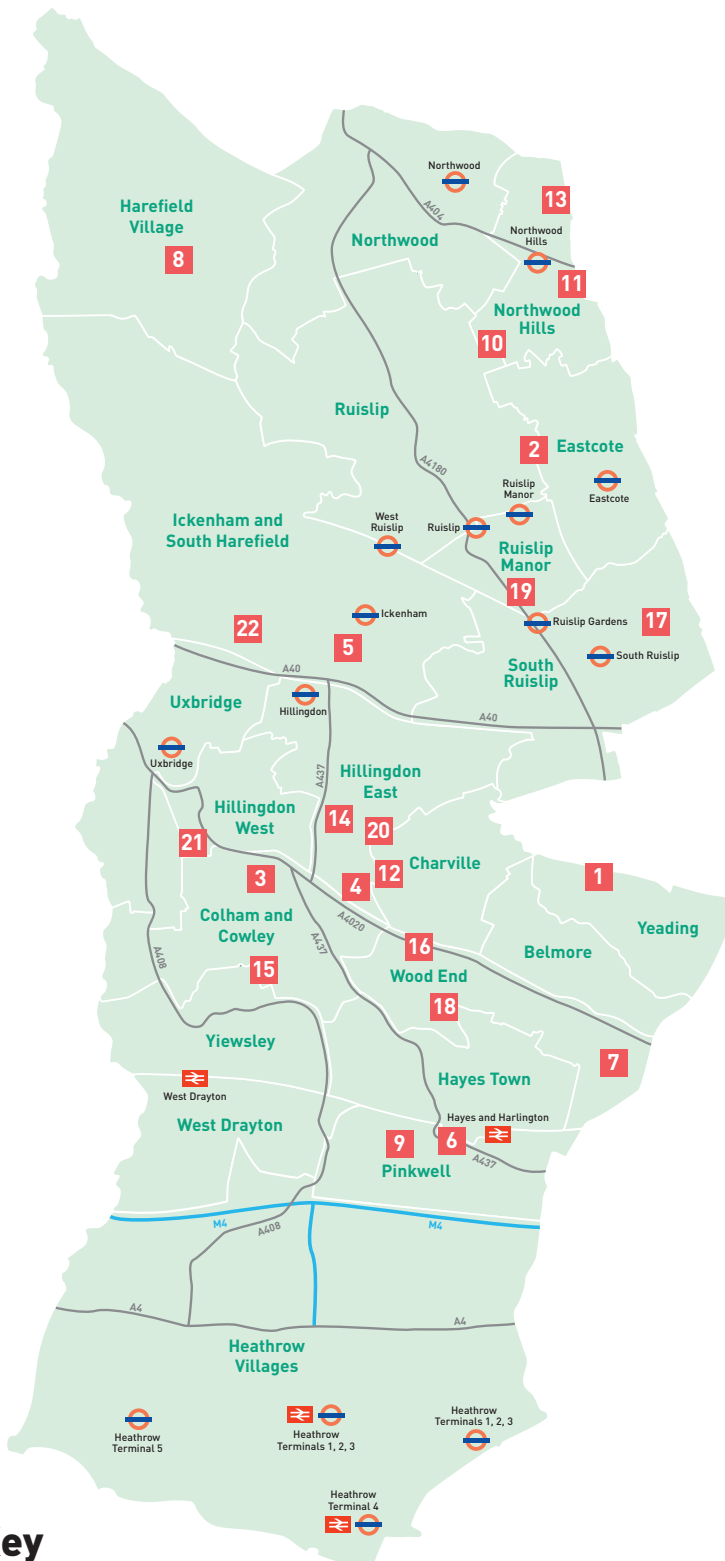 Northwood
13
Harefield
Village
A404
Northwood
Hills
Northwood
8
11
Northwood
Hills
10
Ruislip
2
Eastcote
A4180
Ruislip
Manor
Eastcote
West
Ruislip
Ruislip
Ickenham and
South Harefield
Ruislip
Manor
19
Ickenham
Ruislip Gardens
17
22
5
South Ruislip
South
Ruislip
A40
Uxbridge
Hillingdon
A40
Uxbridge
A437
Hillingdon
East
Hillingdon
West
14
20
21
Charville
12
3
4
1
Colham and
Cowley
A4020
Yeading
A437
16
Belmore
A408
15
Wood End
18
Yiewsley
7
West Drayton
Hayes Town
West Drayton
Hayes and Harlington
9
6
A437
Pinkwell
M4
A408
M4
A4
A4
Heathrow
Villages
Heathrow
Terminal 5
Heathrow
Terminals 1, 2, 3
Heathrow
Terminals 1, 2, 3
Heathrow
Terminal 4
ey